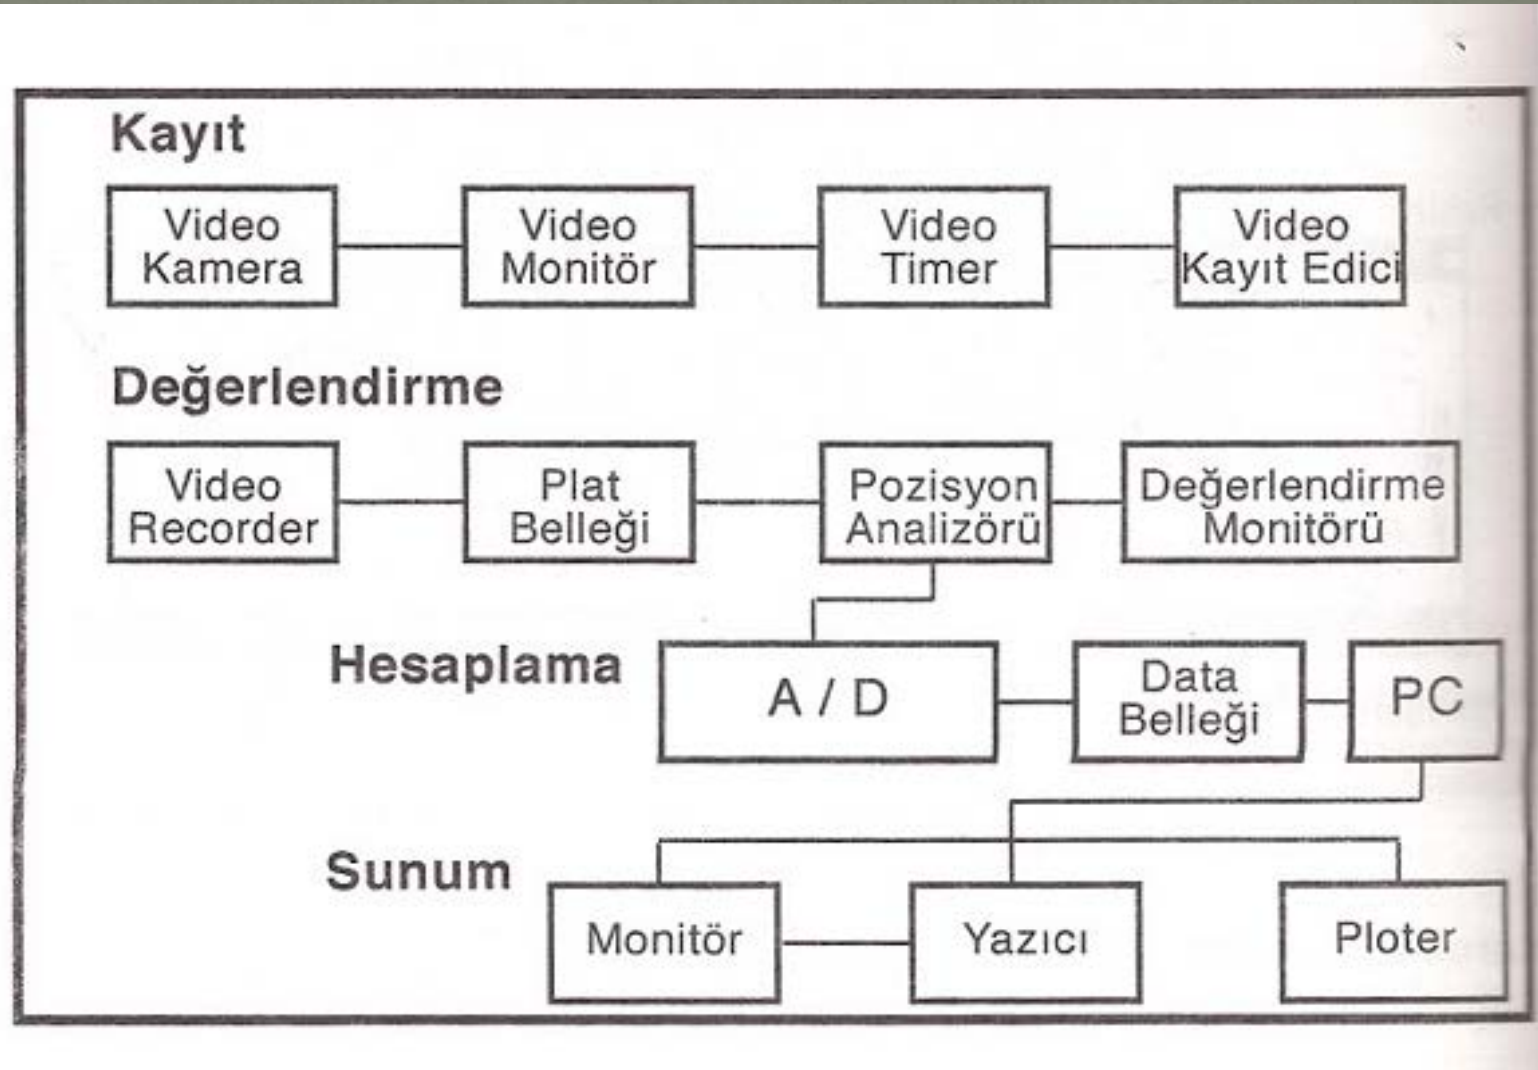 Kayıt
Video
Kamera
Video
Monitör
Video
Timer
Video
Kayıt Edici
Değerlendirme
Video
Recorder
Plat
Belleği
Pozisyon
Analizörü
Değerlendirme
Monitörü
Hesaplama
A / D
Data
Belleği
PC
Sunum
Monitör
Yazıcı
Ploter